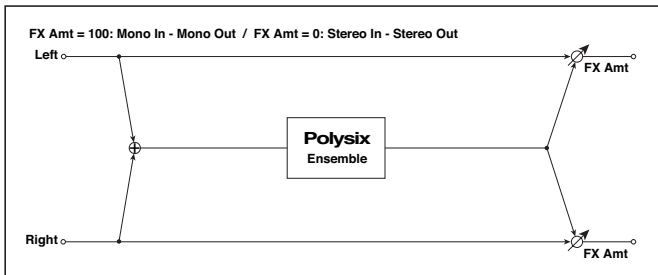 FX Amt = 100: Mono In - Mono Out / FX Amt = 0: Stereo In - Stereo Out
Left
FX Amt
Polysix
Ensemble
Right
FX Amt